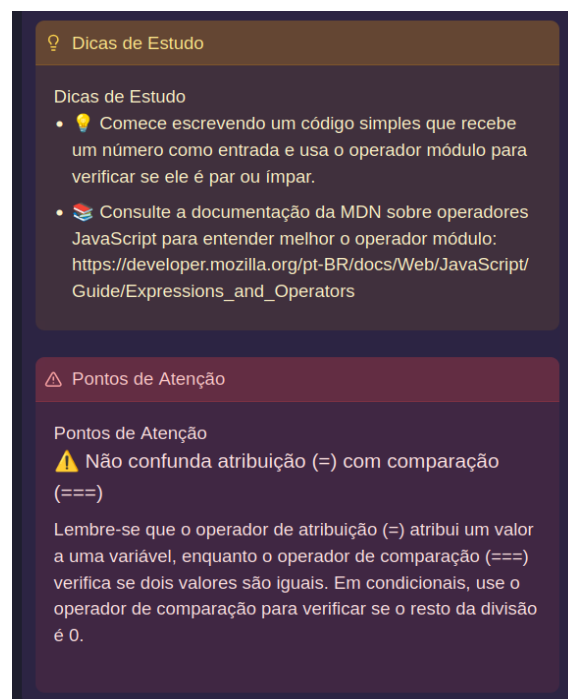 Dicas de Estudo
Dicas de Estudo
• 💡 Comece escrevendo um código simples que recebe
um número como entrada e usa o operador módulo para
verificar se ele é par ou ímpar.
• 📚 Consulte a documentação da MDN sobre operadores
JavaScript para entender melhor o operador módulo:
https://developer.mozilla.org/pt-BR/docs/Web/JavaScript/
Guide/Expressions_and_Operators
Pontos de Atenção
Pontos de Atenção
⚠️ Não confunda atribuição (=) com comparação
(===)
Lembre-se que o operador de atribuição (=) atribui um valor
a uma variável, enquanto o operador de comparação (===)
verifica se dois valores são iguais. Em condicionais, use o
operador de comparação para verificar se o resto da divisão
é 0.